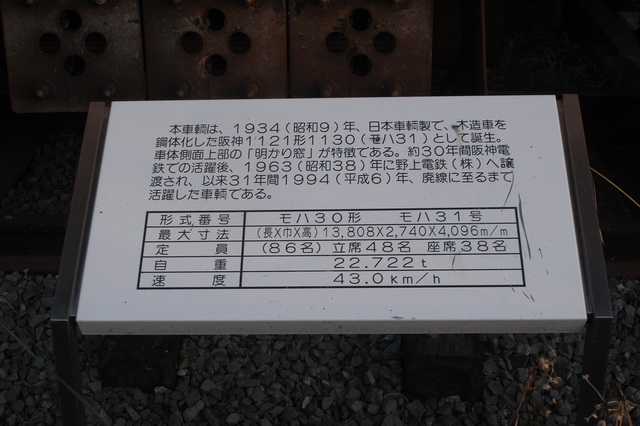 本車輌は、1934(昭和9)年、日本車輌製で、木造車を
鋼体化した阪神1121形1130(モハ31)として誕生。
車体側面上部の「明かり窓」が特徴である。約30年間阪神電
鉄での活躍後、1963(昭和38)年に野上電鉄(株)へ譲
渡され、以来31年間1994(平成6)年、廃線に至るまで
活躍した車輌である。
形式番号 モハ30形 モハ31号
最大寸法 (長X巾X高)13,808X2,740X4,096m/m
定員 (86名)立席48名 座席38名
自重 22.722t
速度 43.0km/h